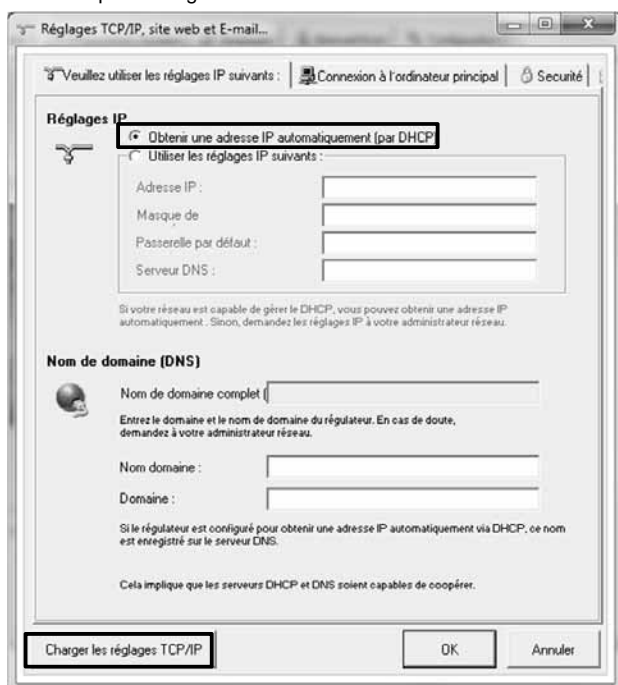 Réglages TCP/IP, site web et E-mail...
Veuillez utiliser les réglages IP suivants :
Connexion à l'ordinateur principal
Securité
Réglages IP
Obtenir une adresse IP automatiquement (par DHCP)
Utiliser les réglages IP suivants :
Adresse IP :
Masque de
Passerelle par défaut :
Serveur DNS :
Si votre réseau est capable de gérer le DHCP, vous pouvez obtenir une adresse IP
automatiquement . Sinon, demandez les réglages IP à votre administrateur réseau.
Nom de domaine (DNS)
Nom de domaine complet (
Entrez le domaine et le nom de domaine du régulateur. En cas de doute,
demandez à votre administrateur réseau.
Nom domaine :
Domaine :
Si le régulateur est configuré pour obtenir une adresse IP automatiquement via DHCP, ce nom
est enregistré sur le serveur DNS.
Cela implique que les serveurs DHCP et DNS soient capables de coopérer.
Charger les réglages TCP/IP
OK
Annuler